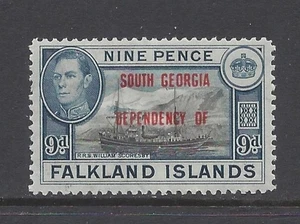 NINE PENCE
SOUTH GEORGIA
DEPENDENCY OF
9d 9d
R.R.S. WILLIAM SCORESBY
FALKLAND ISLANDS